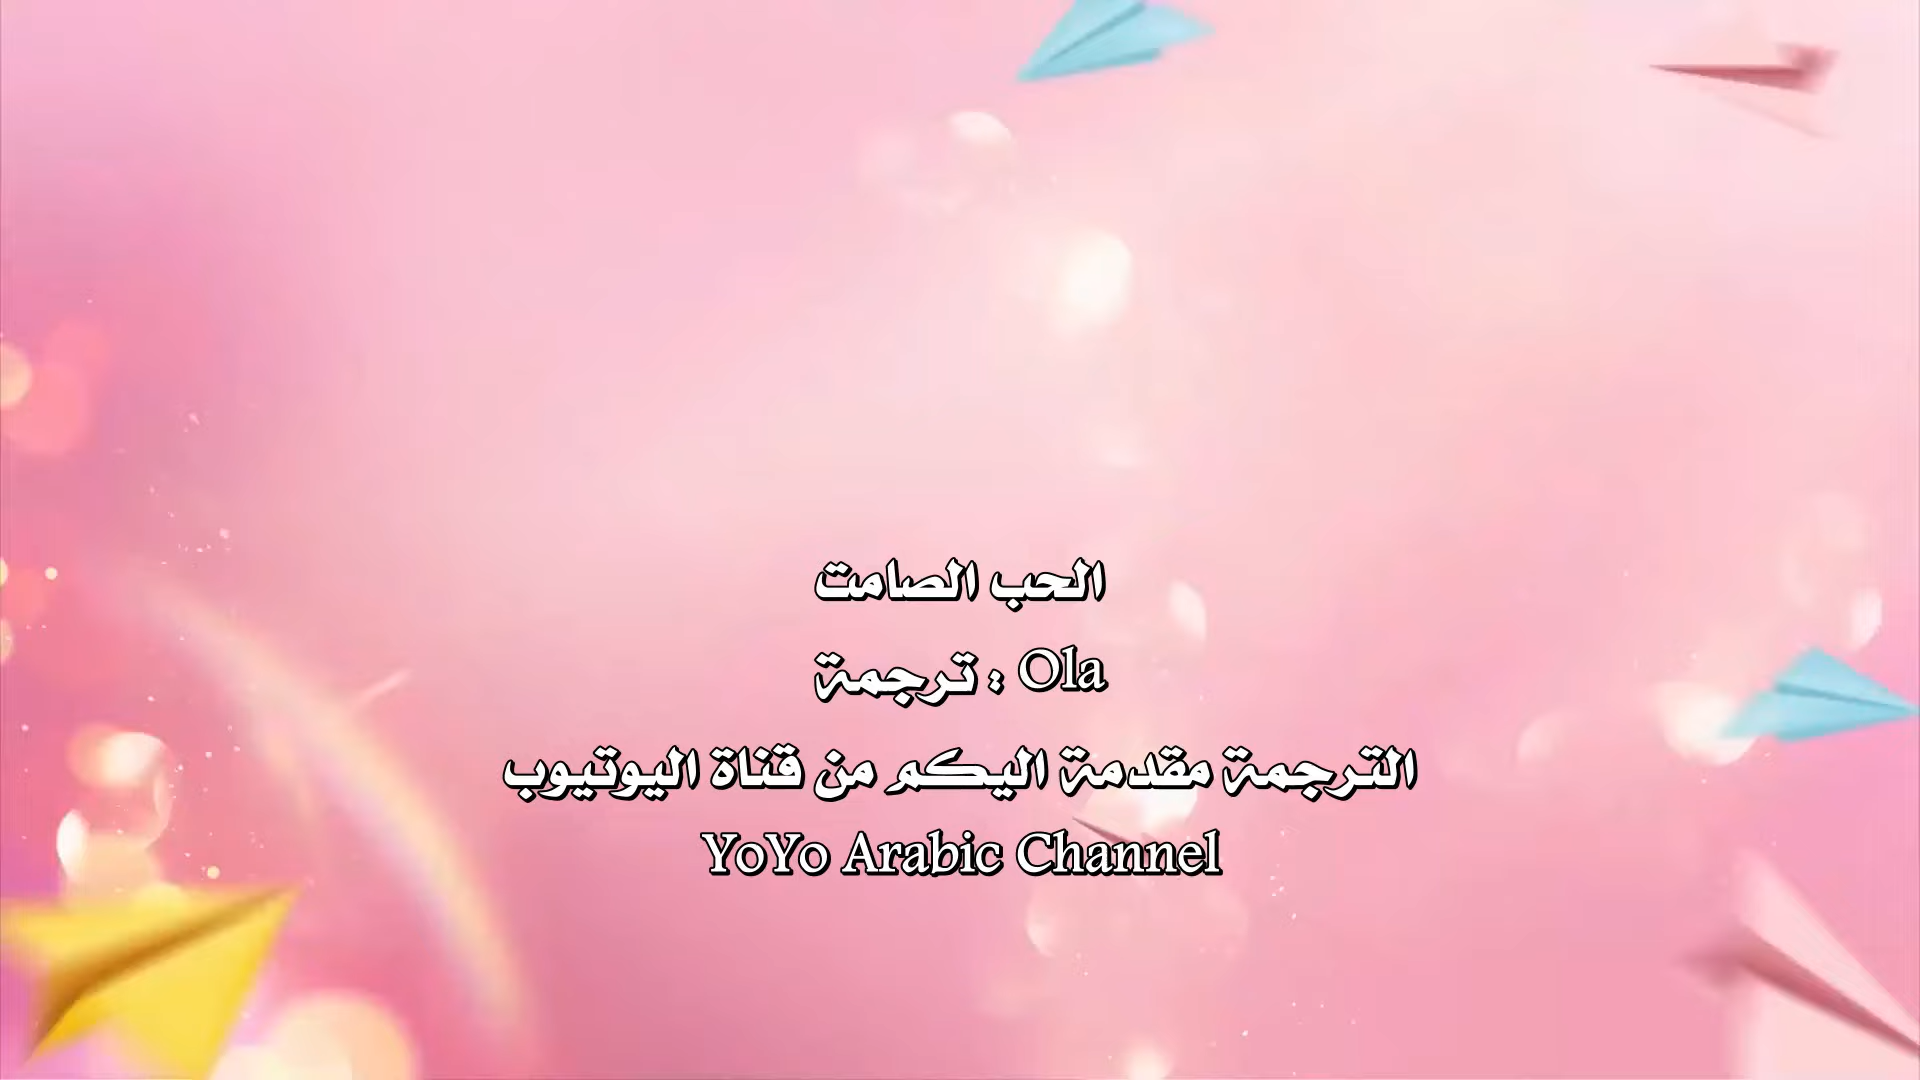 الحب الصامت
ترجمة : Ola
الترجمة مقدمة اليكم من قناة اليوتيوب
YoYo Arabic Channel